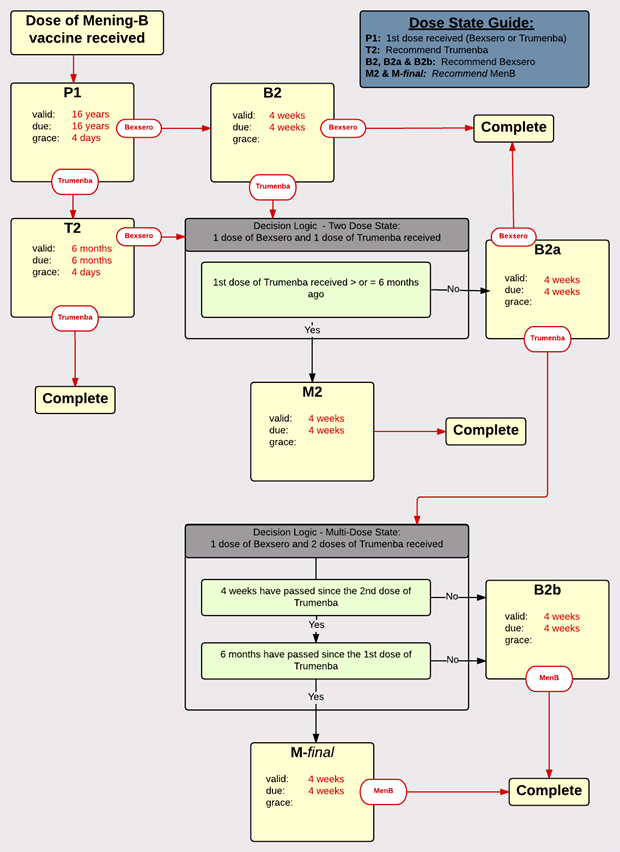 Dose of Mening-B
vaccine received
Dose State Guide:
P1: 1st dose received (Bexsero or Trumenba)
T2: Recommend Trumenba
B2, B2a & B2b: Recommend Bexsero
M2 & M-final: Recommend MenB
P1
valid: 16 years
due: 16 years
grace: 4 days
Bexsero
Trumenba
B2
valid: 4 weeks
due: 4 weeks
grace:
Bexsero
Trumenba
Complete
T2
valid: 6 months
due: 6 months
grace: 4 days
Bexsero
Trumenba
Complete
Decision Logic - Two Dose State:
1 dose of Bexsero and 1 dose of Trumenba received
1st dose of Trumenba received > or = 6 months
ago
No
Yes
Bexsero
B2a
valid: 4 weeks
due: 4 weeks
grace:
Trumenba
M2
valid: 4 weeks
due: 4 weeks
grace:
Complete
Decision Logic - Multi-Dose State:
1 dose of Bexsero and 2 doses of Trumenba received
4 weeks have passed since the 2nd dose of
Trumenba
No
Yes
6 months have passed since the 1st dose of
Trumenba
No
Yes
B2b
valid: 4 weeks
due: 4 weeks
grace:
MenB
M-final
valid: 4 weeks
due: 4 weeks
grace:
MenB
Complete